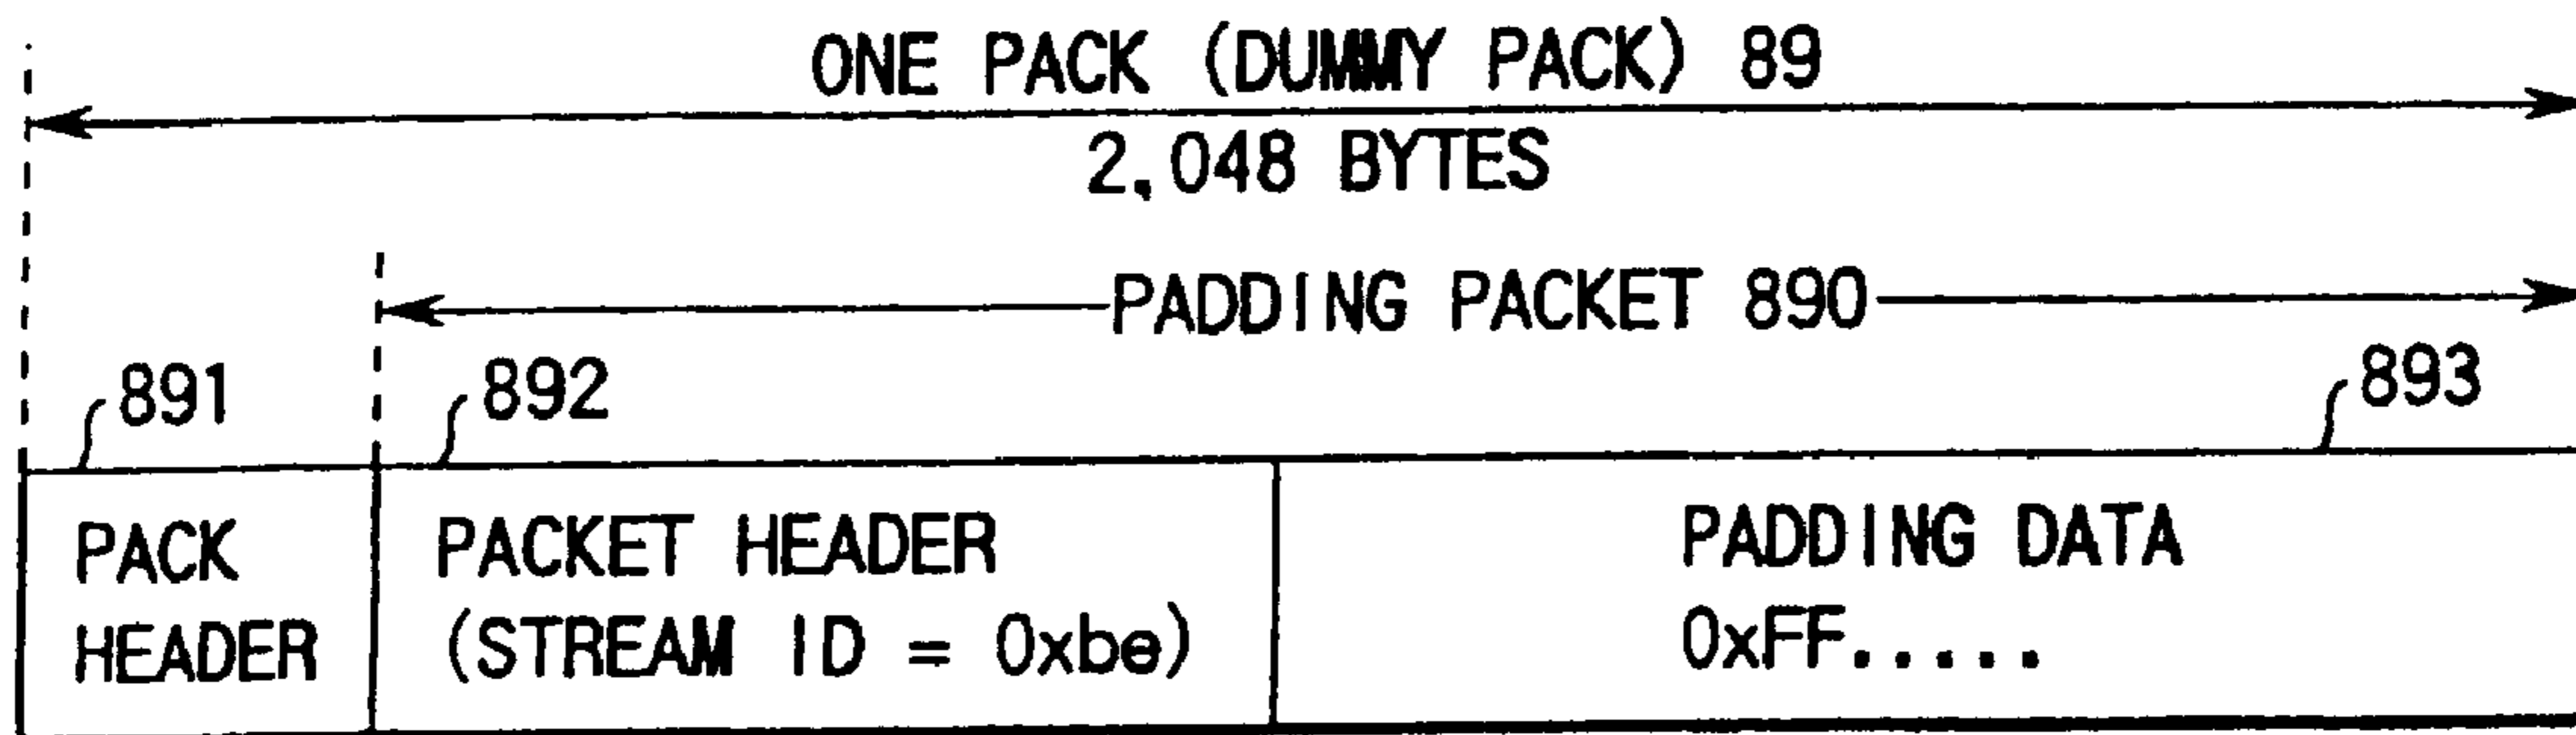 ONE PACK (DUMMY PACK) 89
2,048 BYTES
PADDING PACKET 890
891
892
893
PACK
HEADER
PACKET HEADER
(STREAM ID = 0xbe)
PADDING DATA
0xFF.....